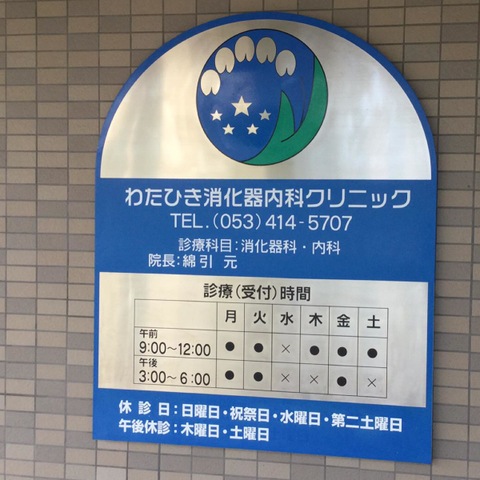 わたひき消化器内科クリニック
TEL.(053)414-5707
診療科目:消化器科・内科
院長:綿引 元
診療(受付)時間
月 火 水 木 金 土
午前
9:00〜12:00 ● ● × ● ● ●
午後
3:00〜6:00 ● ● × × ● ×
休診日:日曜日・祝祭日・水曜日・第二土曜日
午後休診:木曜日・土曜日